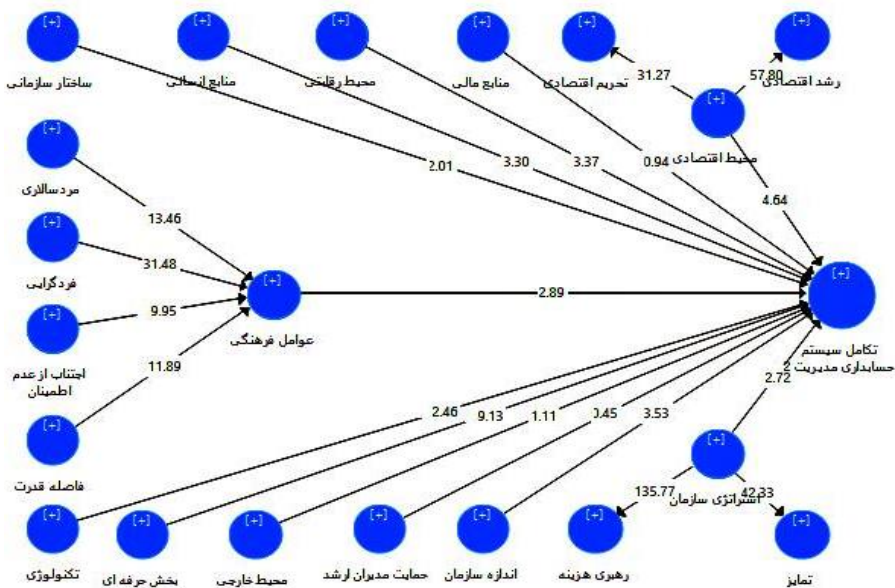 [+] [+] [+] [+] [+] [+]
ساختار سازمانی منابع انسانی محیط رقابتی منابع مالی تحریم اقتصادی رشد اقتصادی
31.27 57.80
[+]
محیط اقتصادی
[+]
مردسالاری
2.01 3.30 3.37 0.94 4.64
13.46
[+]
فردگرایی
31.48
[+] [+]
عوامل فرهنگی
2.89
تکامل سیستم
حسابداری مدیریت 2
[+]
9.95
اجتناب از عدم
اطمینان
11.89
2.72
[+]
فاصله قدرت
2.46 9.13 1.11 3.53
[+]
استراتژی سازمان
135.77 42.33
[+] [+] [+] [+] [+] [+] [+]
تکنولوژی بخش حرفه ای محیط خارجی حمایت مدیران ارشد اندازه سازمان رهبری هزینه تمایز